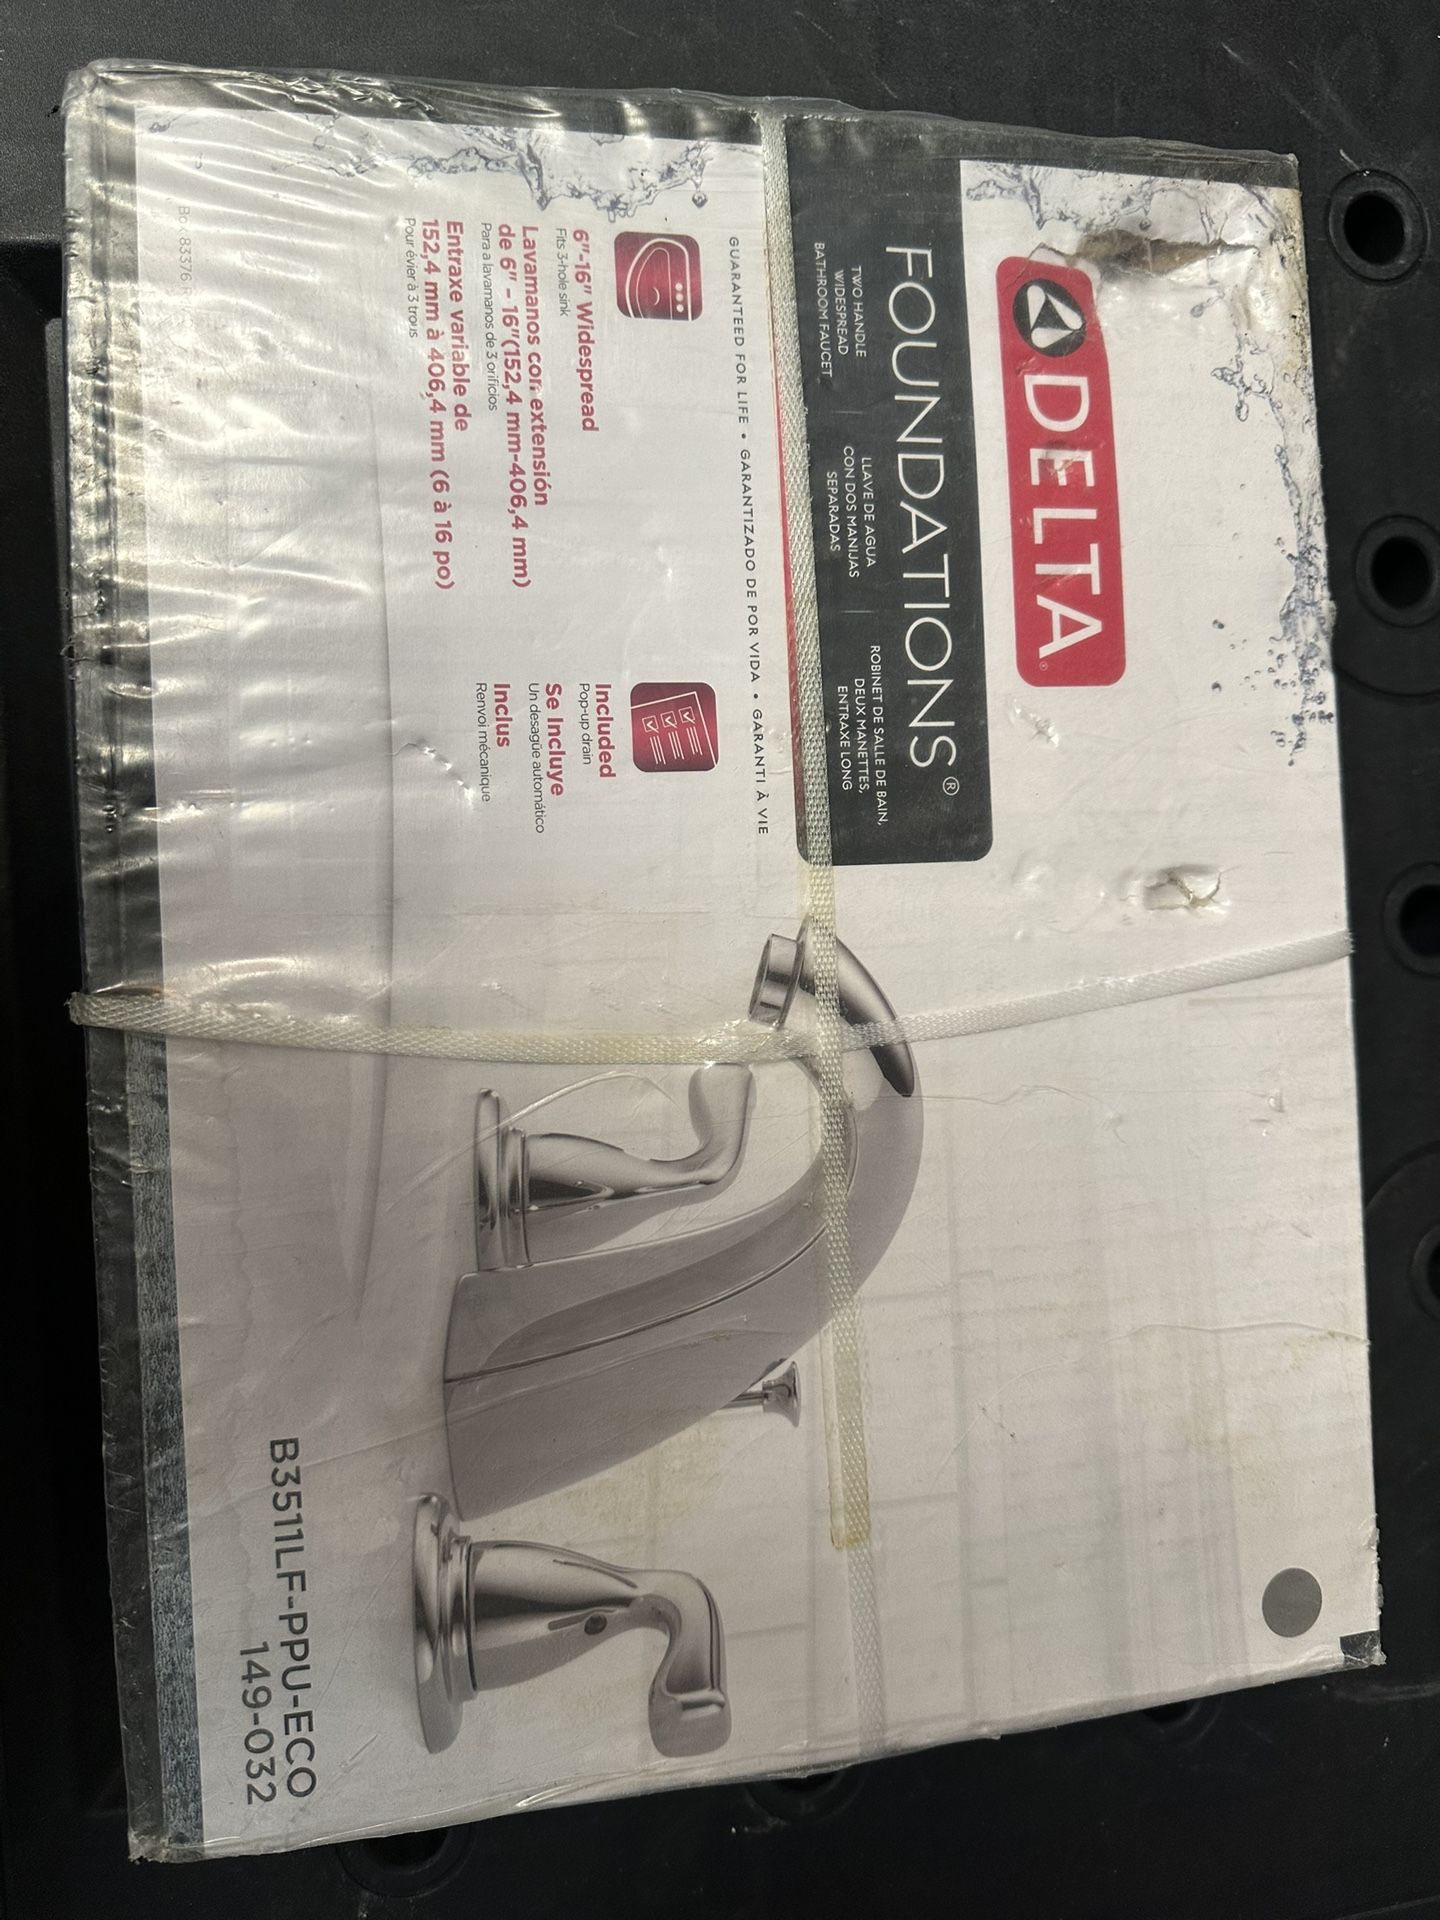 DELTA®
FOUNDATIONS®
TWO HANDLE
WIDESPREAD
BATHROOM FAUCET
LLAVE DE AGUA
CON DOS MANIJAS
SEPARADAS
ROBINET DE SALLE DE BAIN,
DEUX MANETTES,
ENTRAXE LONG
GUARANTEED FOR LIFE • GARANTIZADO DE POR VIDA • GARANTI À VIE
6"-16" Widespread
Fits 3-hole sink
Lavamanos con extensión
de 6" - 16"(152,4 mm-406,4 mm)
Para a lavamanos de 3 orificios
Entraxe variable de
152,4 mm à 406,4 mm (6 à 16 po)
Pour évier à 3 trous
Included
Pop-up drain
Se Incluye
Un desagüe automático
Inclus
Renvoi mécanique
B3511LF-PPU-ECO
149-032